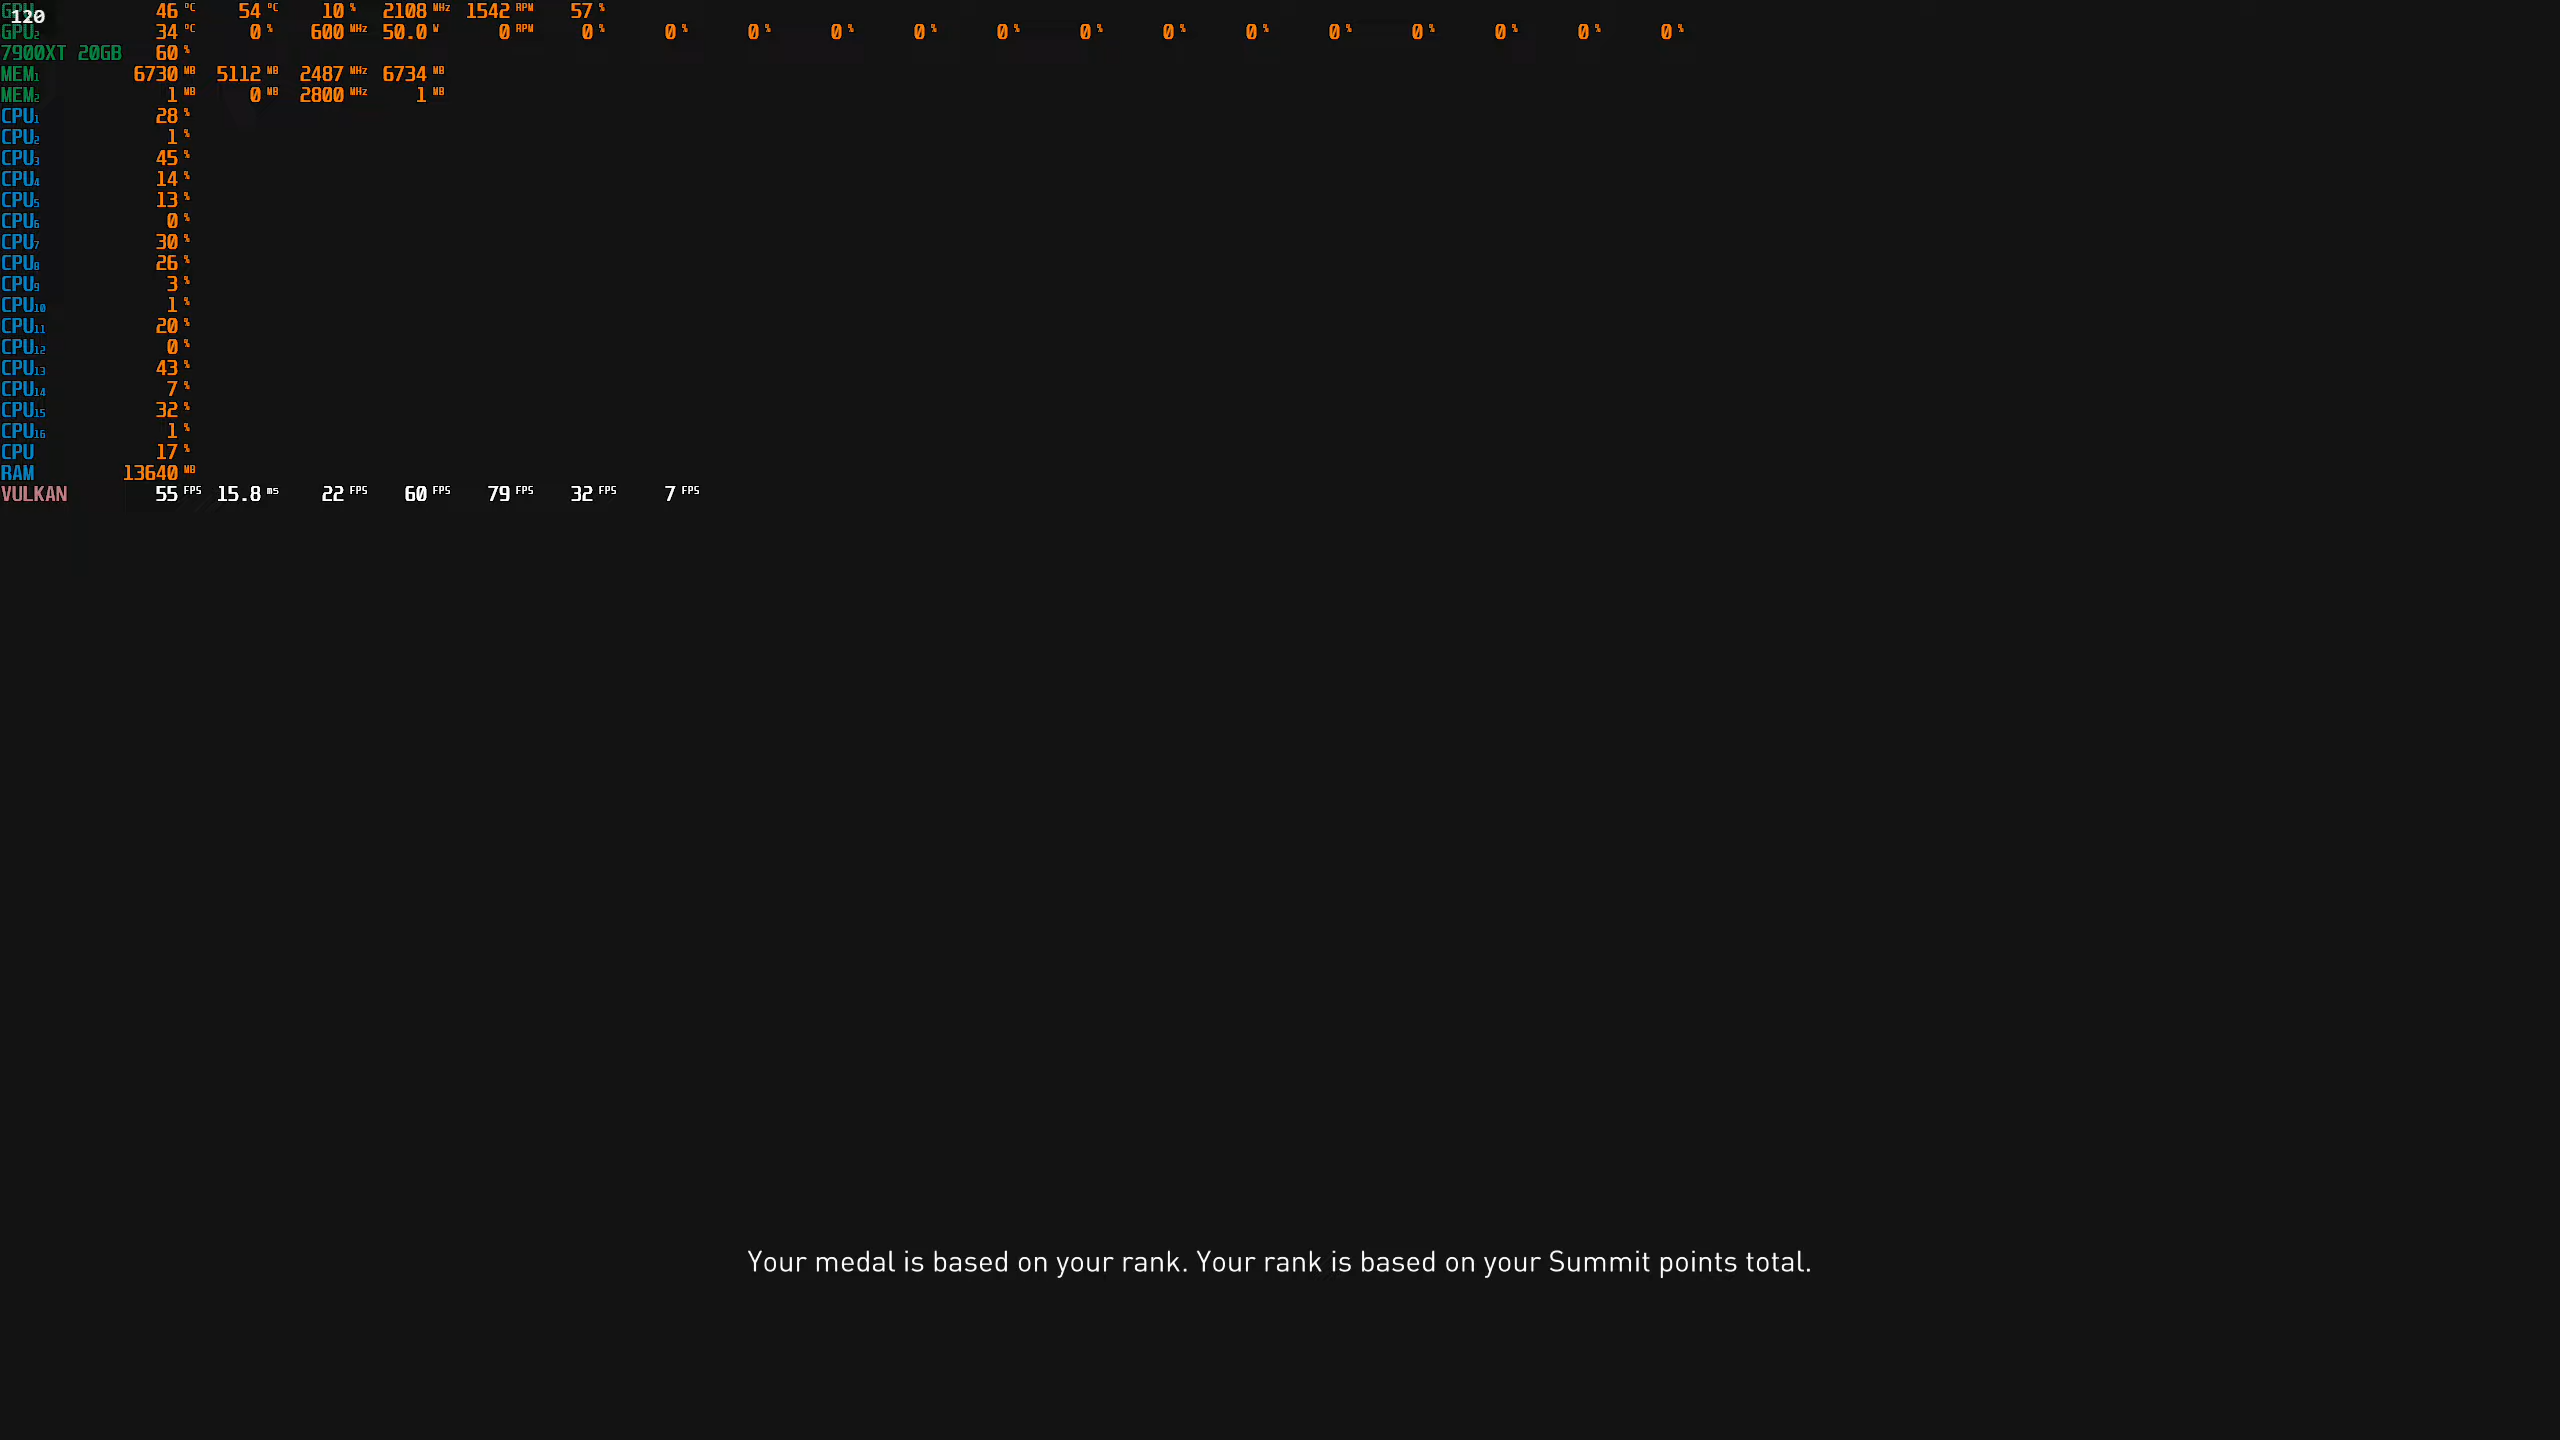 120
GPU 46 °C 54 °C 10 % 2108 MHz 1542 RPM 57 %
GPU2 34 °C 0 % 600 MHz 50.0 W 0 RPM 0 % 0 % 0 % 0 % 0 % 0 % 0 % 0 % 0 % 0 % 0 % 0 % 0 % 0 %
7900XT 20GB 60 %
MEM1 6730 MB 5112 MB 2487 MHz 6734 MB
MEM2 1 MB 0 MB 2800 MHz 1 MB
CPU1 28 %
CPU2 1 %
CPU3 45 %
CPU4 14 %
CPU5 13 %
CPU6 0 %
CPU7 30 %
CPU8 26 %
CPU9 3 %
CPU10 1 %
CPU11 20 %
CPU12 0 %
CPU13 43 %
CPU14 7 %
CPU15 32 %
CPU16 1 %
CPU 17 %
RAM 13640 MB
VULKAN 55 FPS 15.8 ms 22 FPS 60 FPS 79 FPS 32 FPS 7 FPS
Your medal is based on your rank. Your rank is based on your Summit points total.